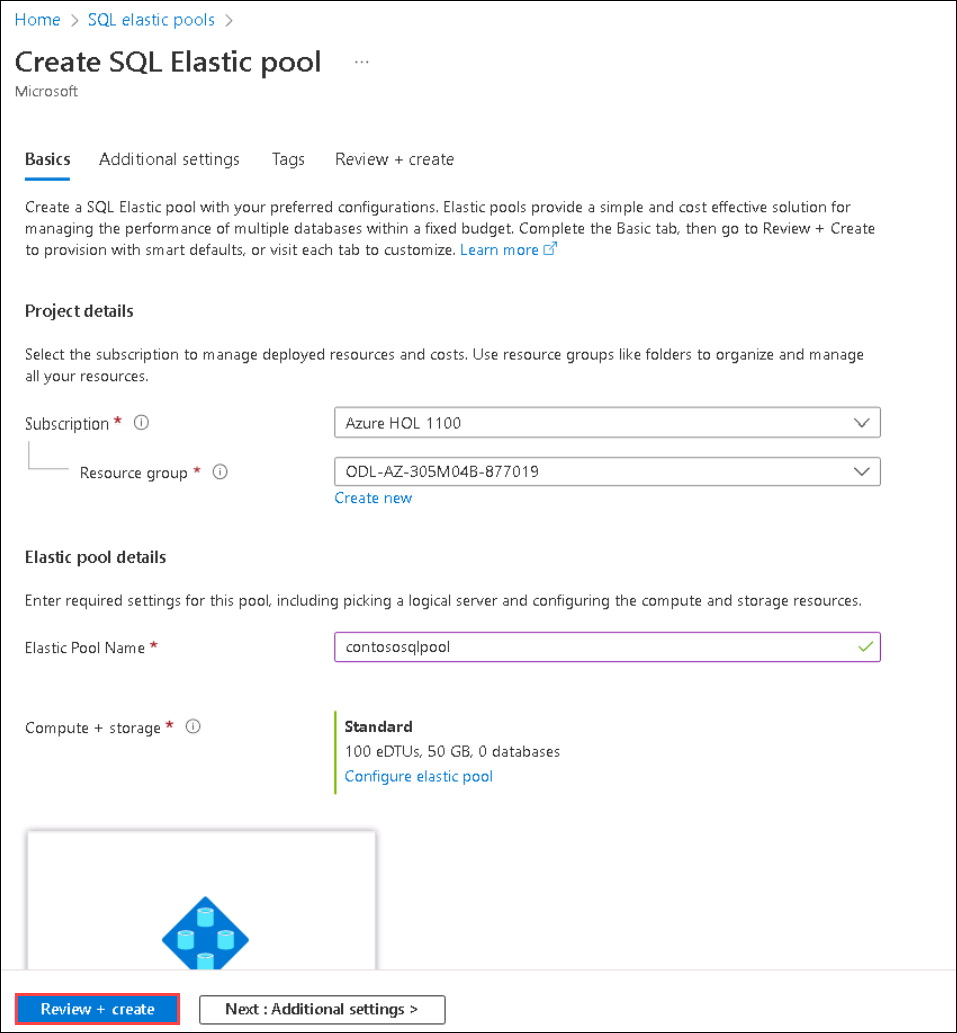 Home > SQL elastic pools >
Create SQL Elastic pool ...
Microsoft
Basics Additional settings Tags Review + create
Create a SQL Elastic pool with your preferred configurations. Elastic pools provide a simple and cost effective solution for
managing the performance of multiple databases within a fixed budget. Complete the Basic tab, then go to Review + Create
to provision with smart defaults, or visit each tab to customize. Learn more
Project details
Select the subscription to manage deployed resources and costs. Use resource groups like folders to organize and manage
all your resources.
Subscription * Azure HOL 1100
Resource group * ODL-AZ-305M04B-877019
Create new
Elastic pool details
Enter required settings for this pool, including picking a logical server and configuring the compute and storage resources.
Elastic Pool Name * contososqlpool
Compute + storage * Standard
100 eDTUs, 50 GB, 0 databases
Configure elastic pool
Review + create Next : Additional settings >